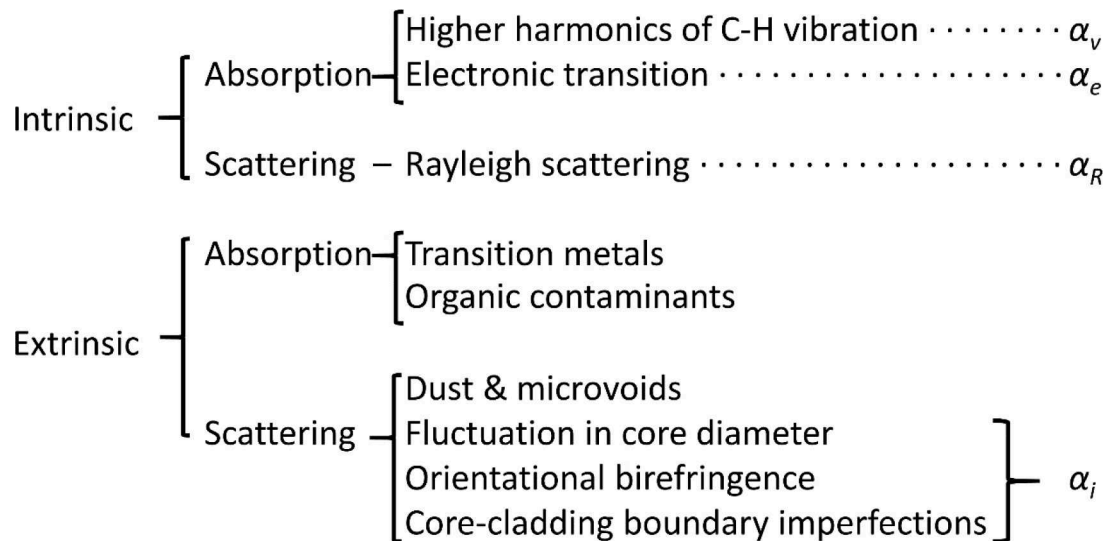 Higher harmonics of C-H vibration ········ αv
Absorption Electronic transition ····················· αe
Intrinsic
Scattering – Rayleigh scattering ······················ αR
Absorption Transition metals
Organic contaminants
Extrinsic
Dust & microvoids
Scattering Fluctuation in core diameter
Orientational birefringence αi
Core-cladding boundary imperfections